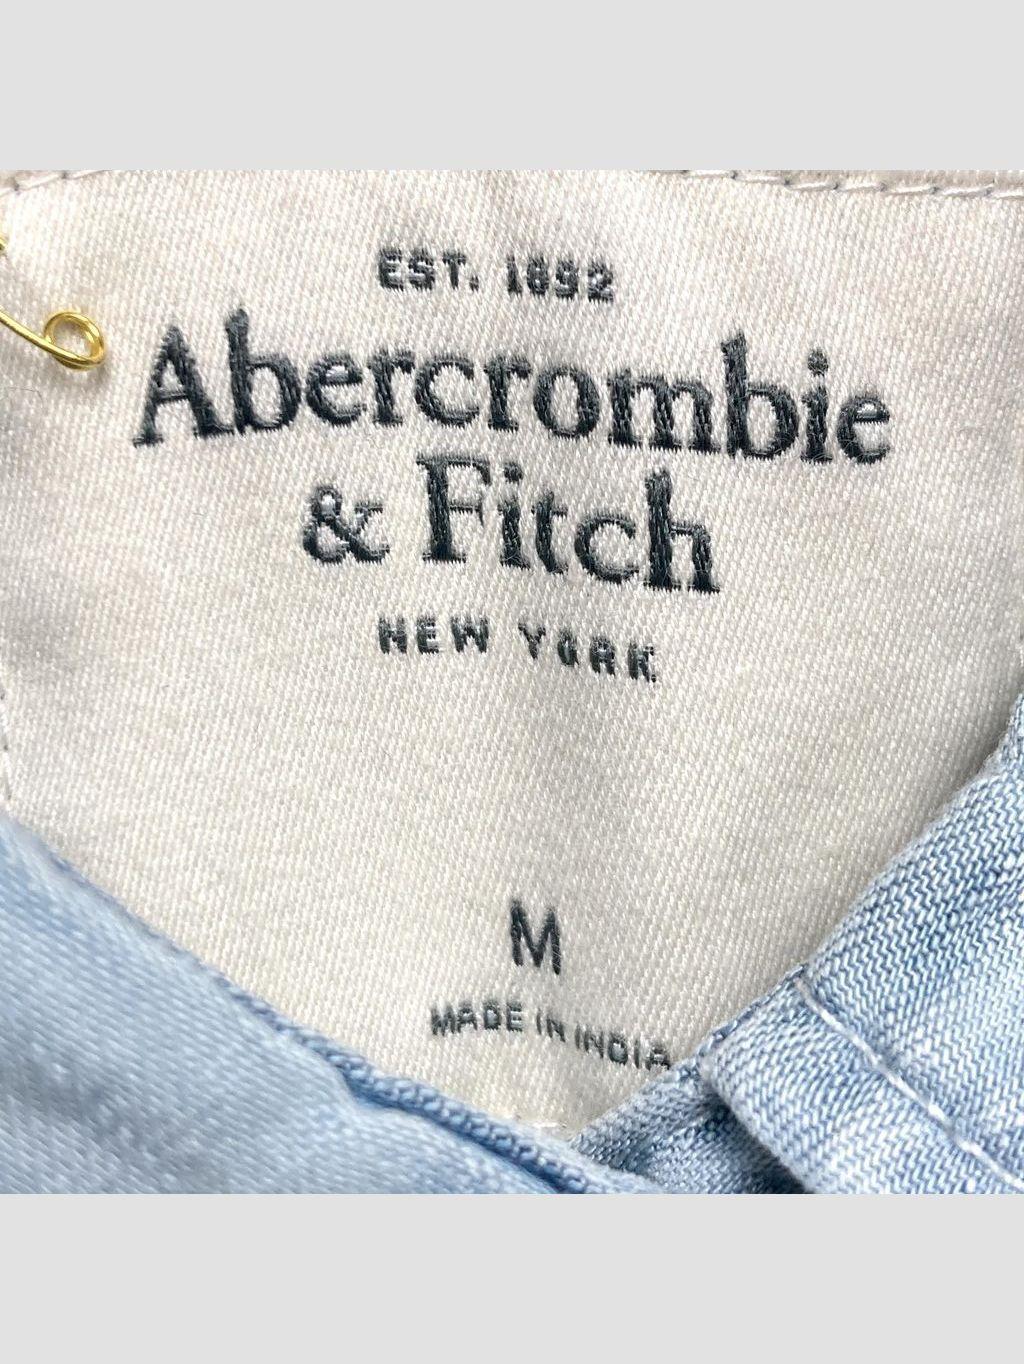 EST. 1892
Abercrombie
& Fitch
NEW YORK
M
MADE IN INDIA